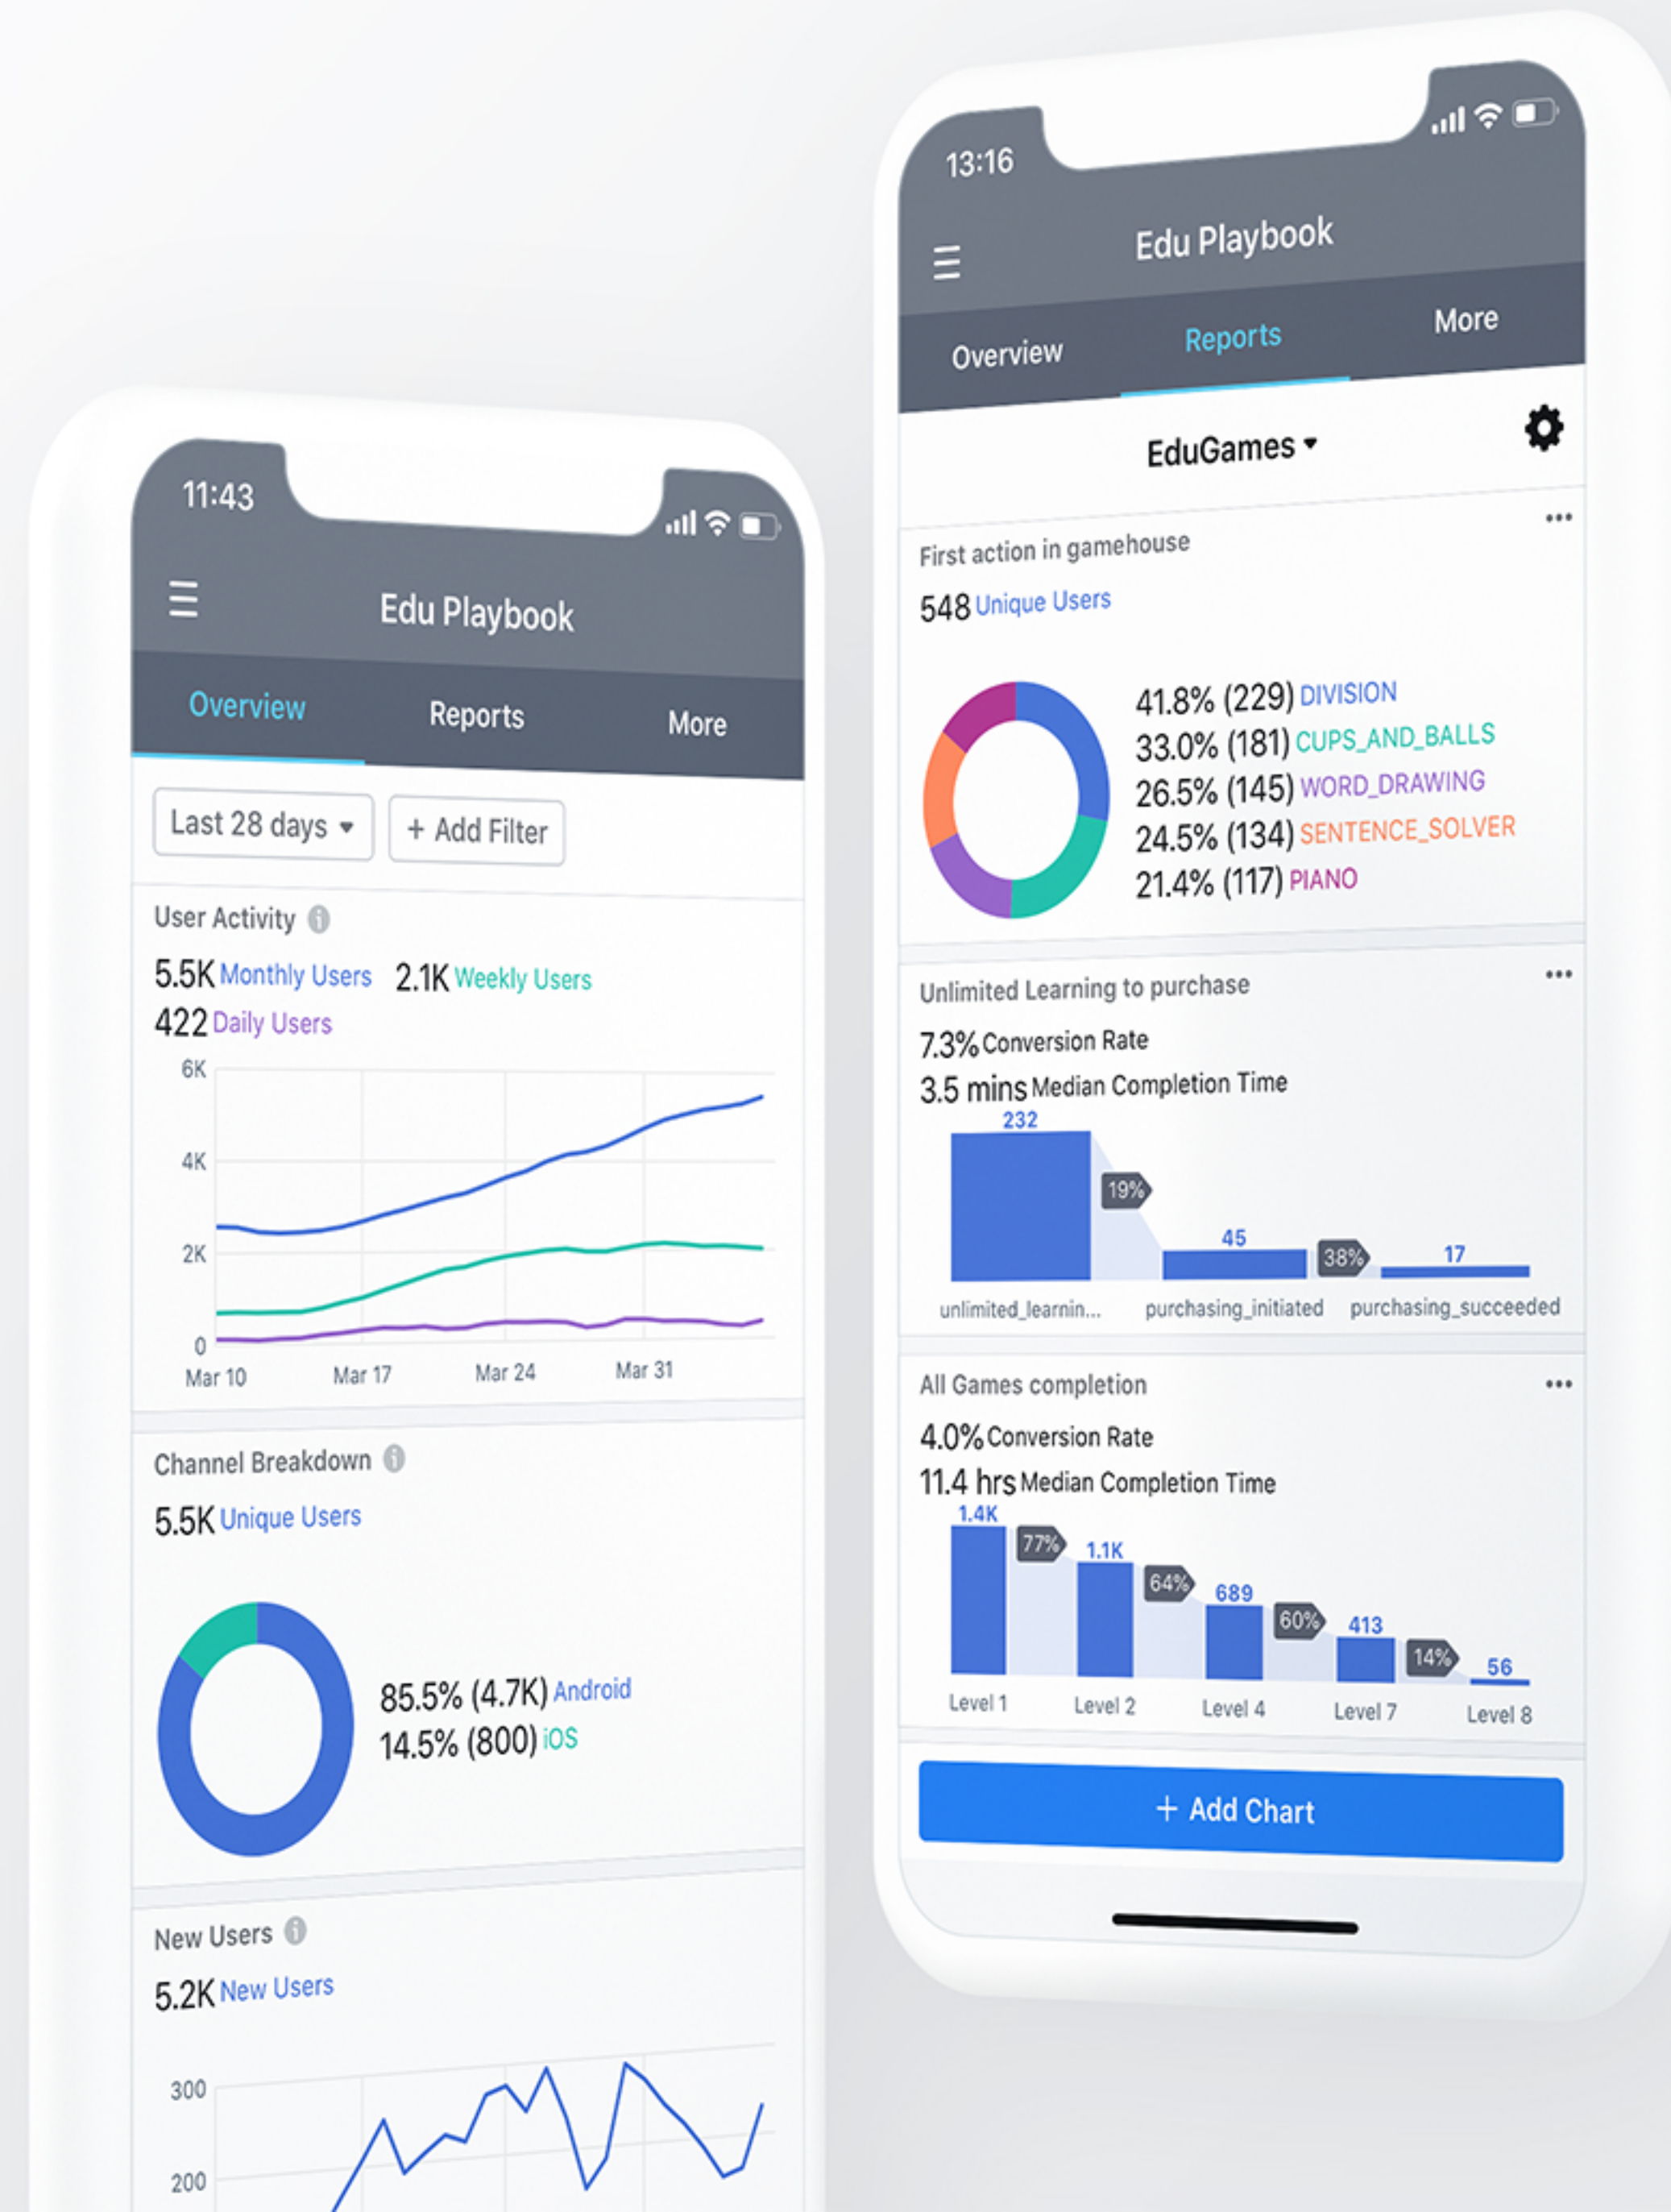 11:43
Edu Playbook
Overview Reports More
Last 28 days + Add Filter
User Activity
5.5K Monthly Users 2.1K Weekly Users
422 Daily Users
6K
4K
2K
0
Mar 10 Mar 17 Mar 24 Mar 31
Channel Breakdown
5.5K Unique Users
85.5% (4.7K) Android
14.5% (800) iOS
New Users
5.2K New Users
300
200
13:16
Edu Playbook
Overview Reports More
EduGames
First action in gamehouse
548 Unique Users
41.8% (229) DIVISION
33.0% (181) CUPS_AND_BALLS
26.5% (145) WORD_DRAWING
24.5% (134) SENTENCE_SOLVER
21.4% (117) PIANO
Unlimited Learning to purchase
7.3% Conversion Rate
3.5 mins Median Completion Time
232
19%
45
38%
17
unlimited_learnin... purchasing_initiated purchasing_succeeded
All Games completion
4.0% Conversion Rate
11.4 hrs Median Completion Time
1.4K
77%
1.1K
64%
689
60%
413
14%
56
Level 1 Level 2 Level 4 Level 7 Level 8
+ Add Chart